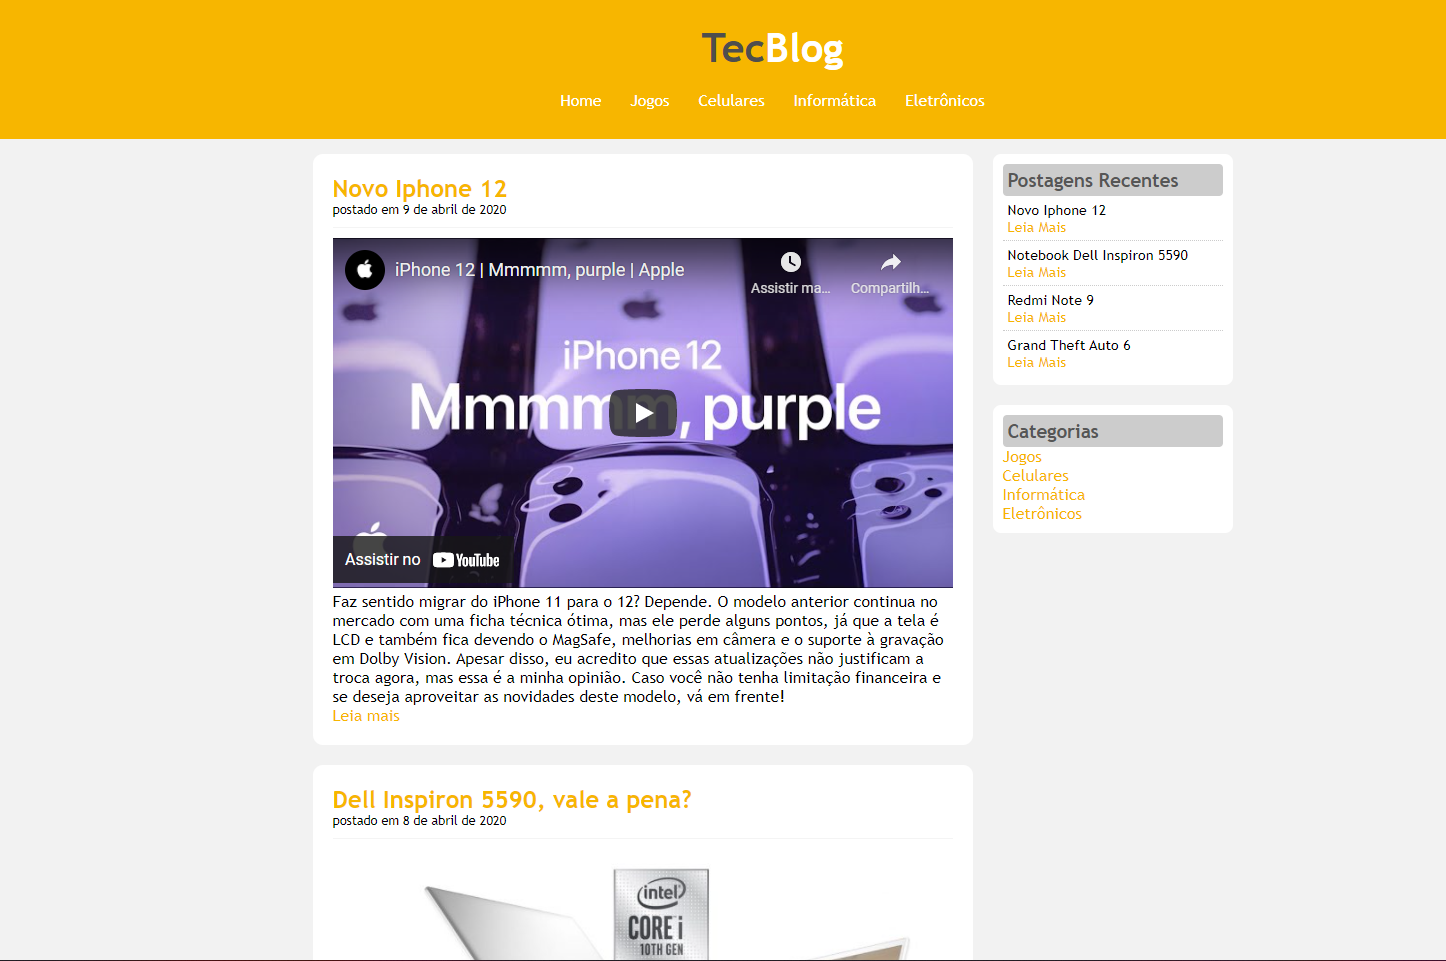 TecBlog
Home Jogos Celulares Informática Eletrônicos
Novo Iphone 12
postado em 9 de abril de 2020
iPhone 12 | Mmmmm, purple | Apple
Assistir ma...
Compartilh...
iPhone 12
Mmmmm, purple
Assistir no YouTube
Faz sentido migrar do iPhone 11 para o 12? Depende. O modelo anterior continua no
mercado com uma ficha técnica ótima, mas ele perde alguns pontos, já que a tela é
LCD e também fica devendo o MagSafe, melhorias em câmera e o suporte à gravação
em Dolby Vision. Apesar disso, eu acredito que essas atualizações não justificam a
troca agora, mas essa é a minha opinião. Caso você não tenha limitação financeira e
se deseja aproveitar as novidades deste modelo, vá em frente!
Leia mais
Dell Inspiron 5590, vale a pena?
postado em 8 de abril de 2020
intel
CORE i
10TH GEN
Postagens Recentes
Novo Iphone 12
Leia Mais
Notebook Dell Inspiron 5590
Leia Mais
Redmi Note 9
Leia Mais
Grand Theft Auto 6
Leia Mais
Categorias
Jogos
Celulares
Informática
Eletrônicos